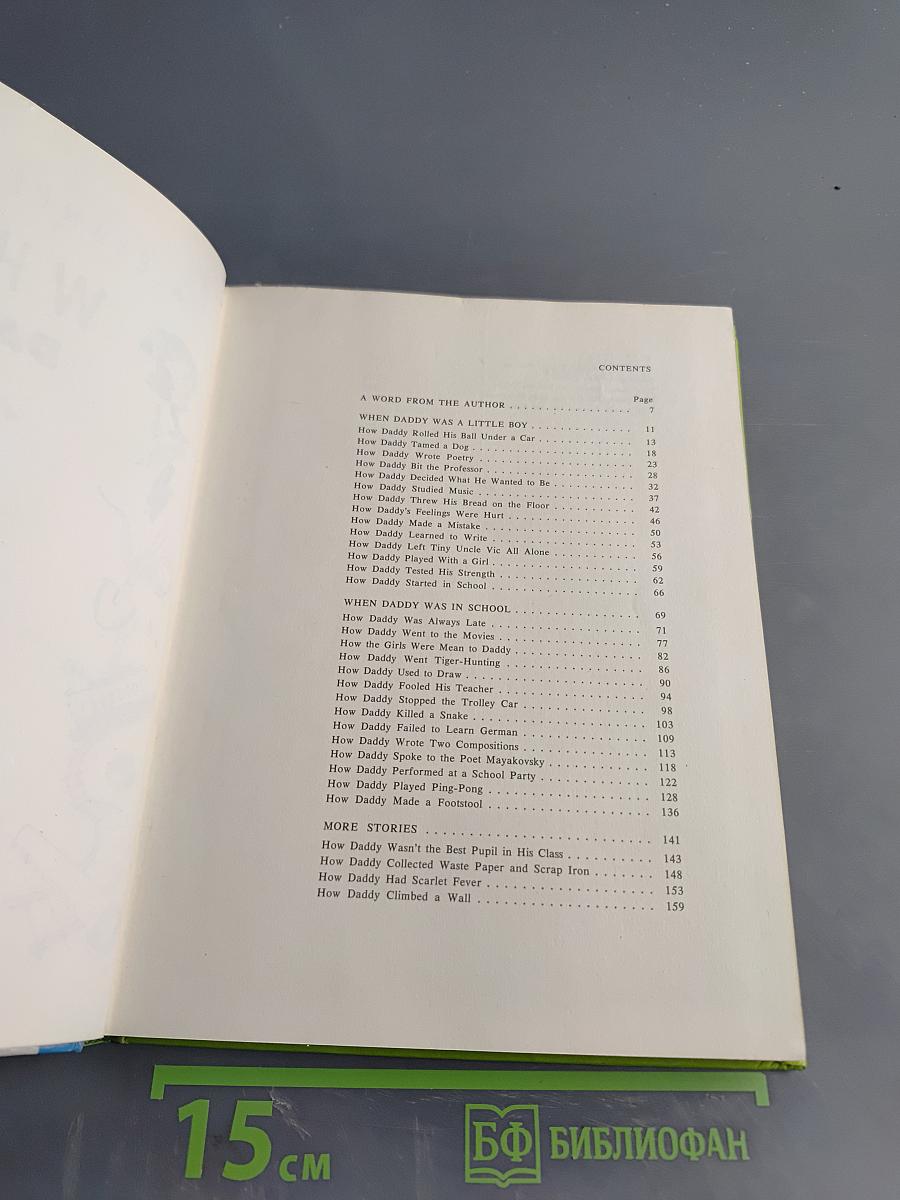 CONTENTS
Page
A WORD FROM THE AUTHOR . . . . . . . . . . . . . . . . . 7
WHEN DADDY WAS A LITTLE BOY . . . . . . . . . . . . . . 11
How Daddy Rolled His Ball Under a Car . . . . . . . . . . . . . 13
How Daddy Tamed a Dog . . . . . . . . . . . . . . . . . . . . . 18
How Daddy Wrote Poetry . . . . . . . . . . . . . . . . . . . . . 23
How Daddy Bit the Professor . . . . . . . . . . . . . . . . . . . 28
How Daddy Decided What He Wanted to Be . . . . . . . . . . . 32
How Daddy Studied Music . . . . . . . . . . . . . . . . . . . . 37
How Daddy Threw His Bread on the Floor . . . . . . . . . . . 42
How Daddy's Feelings Were Hurt . . . . . . . . . . . . . . . . 46
How Daddy Made a Mistake . . . . . . . . . . . . . . . . . . . 50
How Daddy Learned to Write . . . . . . . . . . . . . . . . . . 53
How Daddy Left Tiny Uncle Vic All Alone . . . . . . . . . . . 56
How Daddy Played With a Girl . . . . . . . . . . . . . . . . . . 59
How Daddy Tested His Strength . . . . . . . . . . . . . . . . . 62
How Daddy Started in School . . . . . . . . . . . . . . . . . . 66
WHEN DADDY WAS IN SCHOOL . . . . . . . . . . . . . . . . 69
How Daddy Was Always Late . . . . . . . . . . . . . . . . . . 71
How Daddy Went to the Movies . . . . . . . . . . . . . . . . . 77
How the Girls Were Mean to Daddy . . . . . . . . . . . . . . . 82
How Daddy Went Tiger-Hunting . . . . . . . . . . . . . . . . . 86
How Daddy Used to Draw . . . . . . . . . . . . . . . . . . . . 90
How Daddy Fooled His Teacher . . . . . . . . . . . . . . . . . 94
How Daddy Stopped the Trolley Car . . . . . . . . . . . . . . . 98
How Daddy Killed a Snake . . . . . . . . . . . . . . . . . . . 103
How Daddy Failed to Learn German . . . . . . . . . . . . . . . 109
How Daddy Wrote Two Compositions . . . . . . . . . . . . . . . 113
How Daddy Spoke to the Poet Mayakovsky . . . . . . . . . . . . 118
How Daddy Performed at a School Party . . . . . . . . . . . . . 122
How Daddy Played Ping-Pong . . . . . . . . . . . . . . . . . . 128
How Daddy Made a Footstool . . . . . . . . . . . . . . . . . . 136
MORE STORIES . . . . . . . . . . . . . . . . . . . . . . . 141
How Daddy Wasn't the Best Pupil in His Class . . . . . . . . . . 143
How Daddy Collected Waste Paper and Scrap Iron . . . . . . . 148
How Daddy Had Scarlet Fever . . . . . . . . . . . . . . . . . . 153
How Daddy Climbed a Wall . . . . . . . . . . . . . . . . . . . . 159
15 см
БФ БИБЛИОФАН